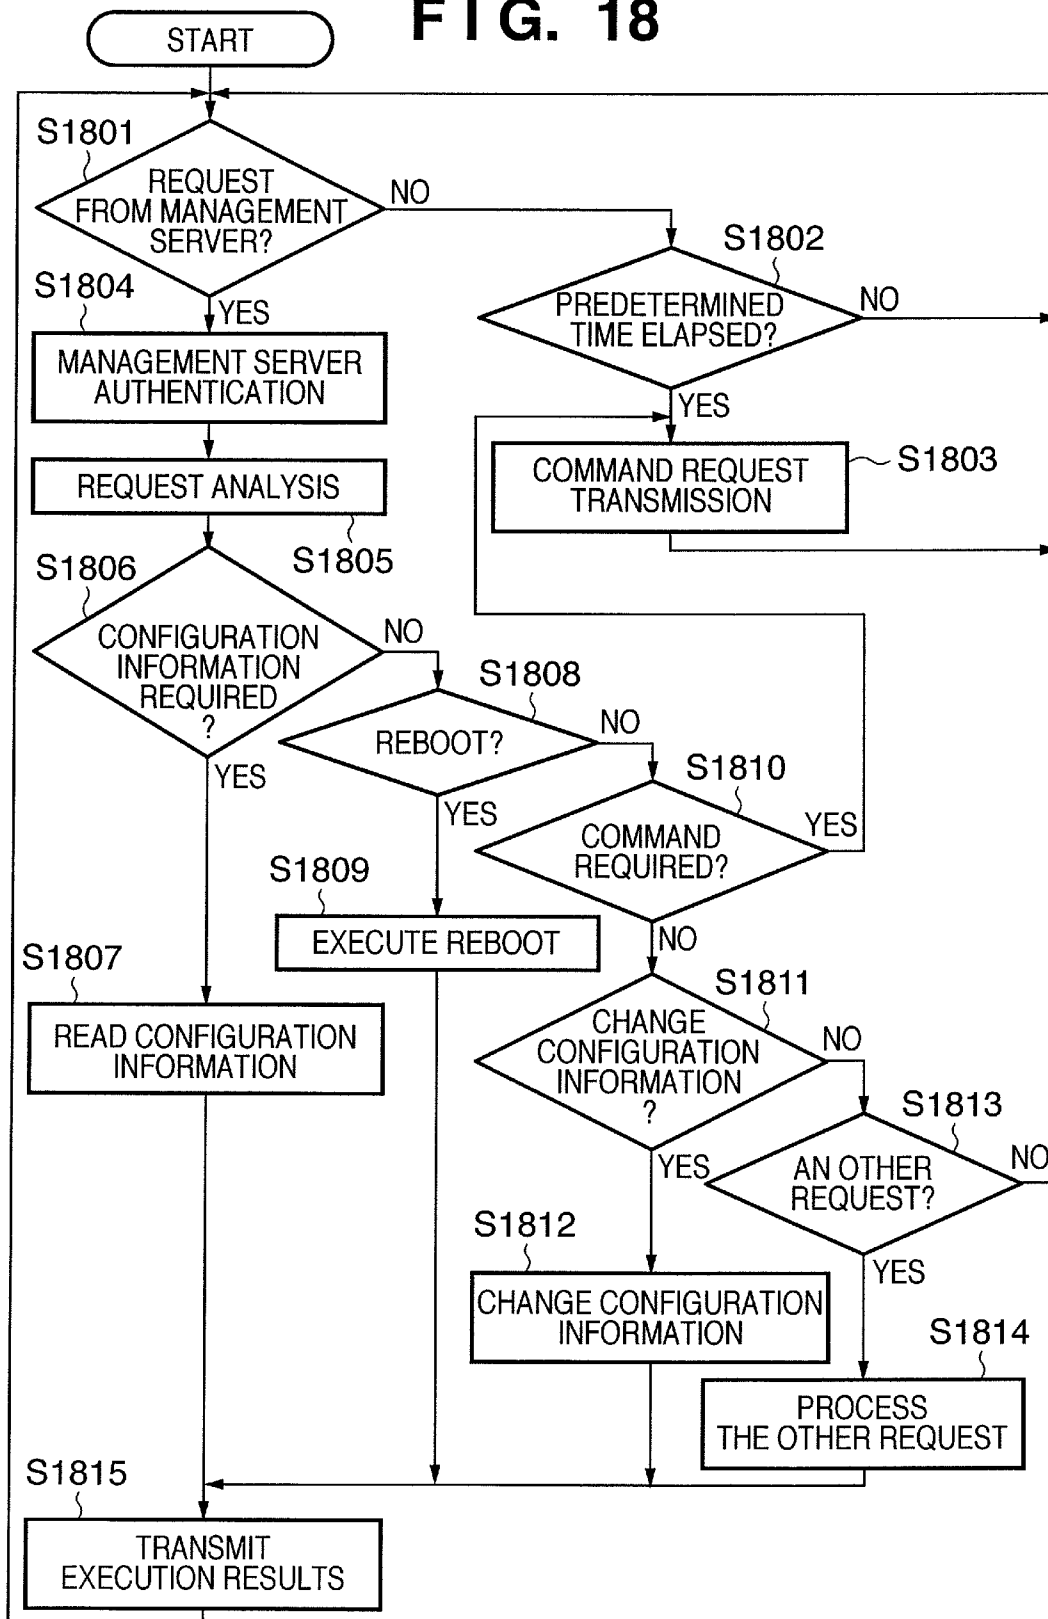 FIG. 18
START
S1801
REQUEST
FROM MANAGEMENT
SERVER?
NO
YES
S1802
PREDETERMINED
TIME ELAPSED?
NO
YES
S1804
MANAGEMENT SERVER
AUTHENTICATION
COMMAND REQUEST
TRANSMISSION
S1803
REQUEST ANALYSIS
S1805
S1806
CONFIGURATION
INFORMATION
REQUIRED
?
NO
YES
S1808
REBOOT?
NO
YES
S1810
COMMAND
REQUIRED?
YES
NO
S1809
EXECUTE REBOOT
S1807
READ CONFIGURATION
INFORMATION
S1811
CHANGE
CONFIGURATION
INFORMATION
?
NO
YES
S1813
AN OTHER
REQUEST?
NO
YES
S1812
CHANGE CONFIGURATION
INFORMATION
S1814
PROCESS
THE OTHER REQUEST
S1815
TRANSMIT
EXECUTION RESULTS